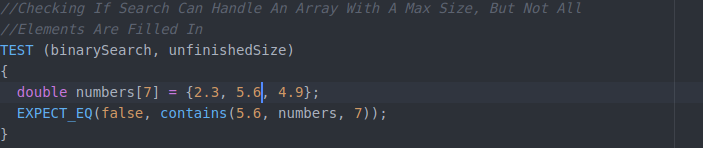 //Checking If Search Can Handle An Array With A Max Size, But Not All
//Elements Are Filled In
TEST (binarySearch, unfinishedSize)
{
  double numbers[7] = {2.3, 5.6, 4.9};
  EXPECT_EQ(false, contains(5.6, numbers, 7));
}